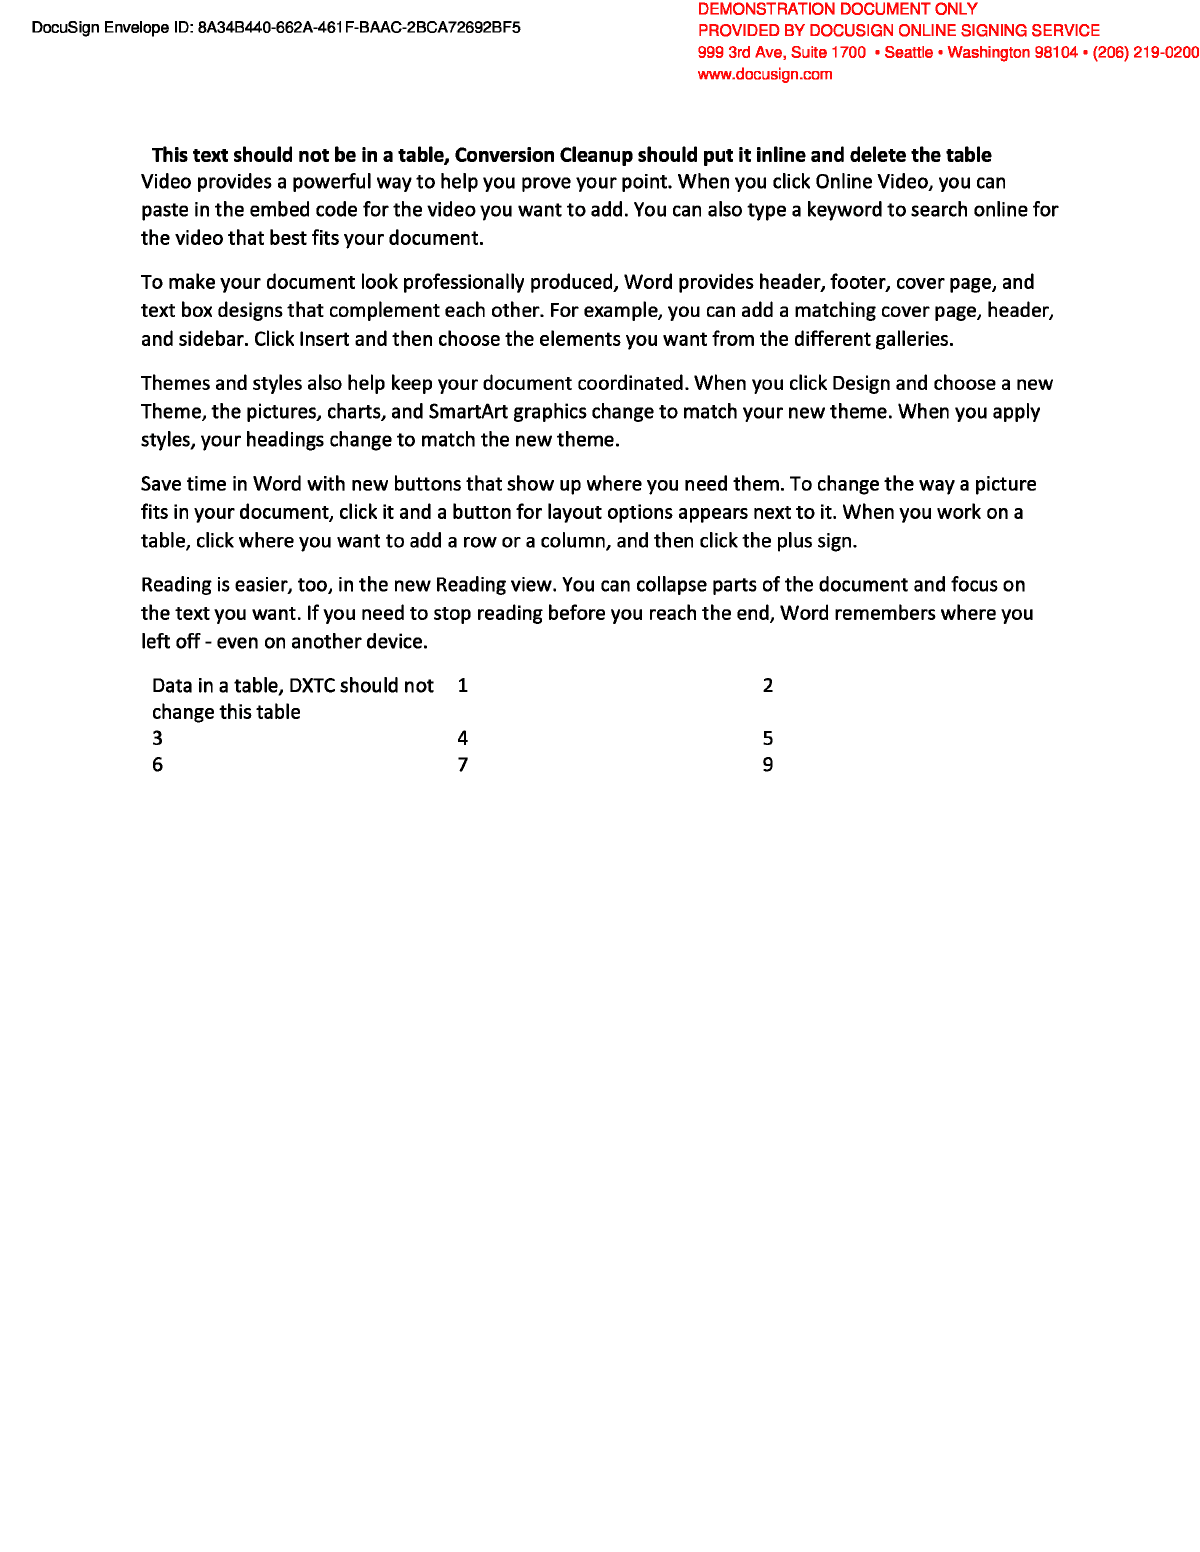 DocuSign Envelope ID: 8A34B440-662A-461F-BAAC-2BCA72692BF5
DEMONSTRATION DOCUMENT ONLY
PROVIDED BY DOCUSIGN ONLINE SIGNING SERVICE
999 3rd Ave, Suite 1700 • Seattle • Washington 98104 • (206) 219-0200
www.docusign.com
This text should not be in a table, Conversion Cleanup should put it inline and delete the table
Video provides a powerful way to help you prove your point. When you click Online Video, you can
paste in the embed code for the video you want to add. You can also type a keyword to search online for
the video that best fits your document.
To make your document look professionally produced, Word provides header, footer, cover page, and
text box designs that complement each other. For example, you can add a matching cover page, header,
and sidebar. Click Insert and then choose the elements you want from the different galleries.
Themes and styles also help keep your document coordinated. When you click Design and choose a new
Theme, the pictures, charts, and SmartArt graphics change to match your new theme. When you apply
styles, your headings change to match the new theme.
Save time in Word with new buttons that show up where you need them. To change the way a picture
fits in your document, click it and a button for layout options appears next to it. When you work on a
table, click where you want to add a row or a column, and then click the plus sign.
Reading is easier, too, in the new Reading view. You can collapse parts of the document and focus on
the text you want. If you need to stop reading before you reach the end, Word remembers where you
left off - even on another device.
Data in a table, DXTC should not 1 2
change this table
3 4 5
6 7 9